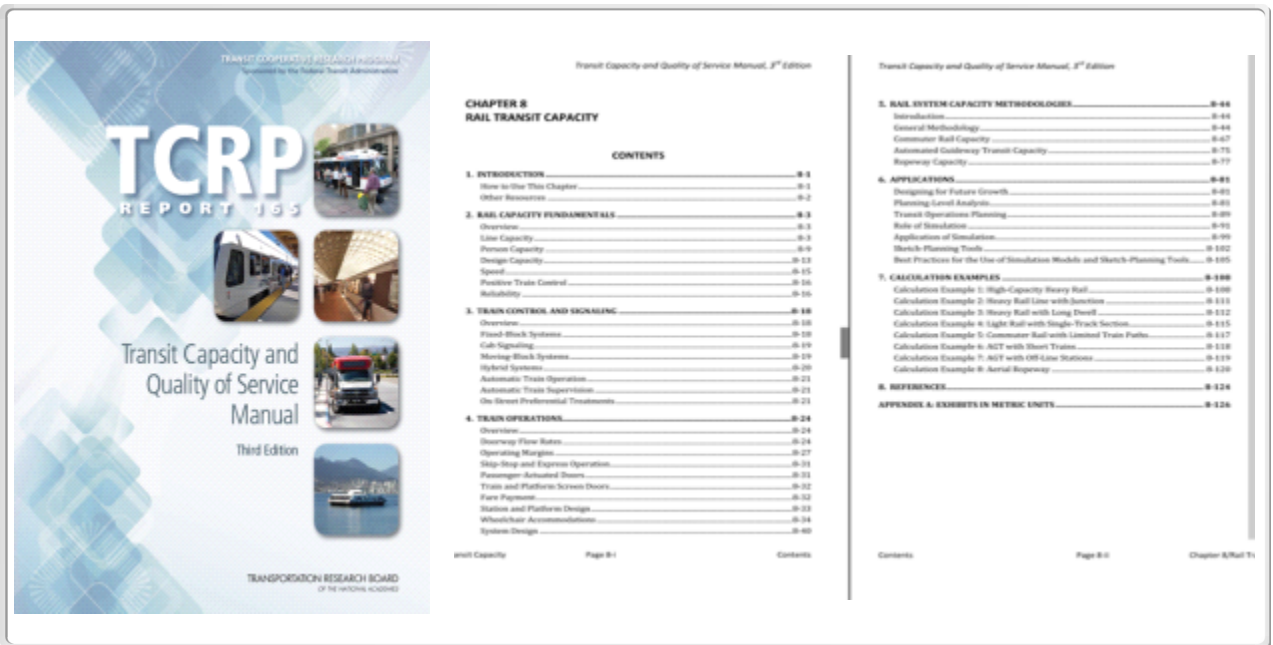 TRANSIT COOPERATIVE RESEARCH PROGRAM
Sponsored by the Federal Transit Administration
TCRP
REPORT 165
Transit Capacity and
Quality of Service
Manual
Third Edition
TRANSPORTATION RESEARCH BOARD
OF THE NATIONAL ACADEMIES
Transit Capacity and Quality of Service Manual, 3rd Edition
CHAPTER 8
RAIL TRANSIT CAPACITY
CONTENTS
1. INTRODUCTION 8-1
How to Use This Chapter 8-1
Other Resources 8-2
2. RAIL CAPACITY FUNDAMENTALS 8-3
Overview 8-3
Line Capacity 8-3
Person Capacity 8-9
Design Capacity 8-13
Speed 8-15
Positive Train Control 8-16
Reliability 8-16
3. TRAIN CONTROL AND SIGNALING 8-18
Overview 8-18
Fixed-Block Systems 8-18
Cab Signaling 8-19
Moving-Block Systems 8-19
Hybrid Systems 8-20
Automatic Train Operation 8-21
Automatic Train Supervision 8-21
On-Street Preferential Treatments 8-21
4. TRAIN OPERATIONS 8-24
Overview 8-24
Doorway Flow Rates 8-24
Operating Margins 8-27
Skip-Stop and Express Operation 8-31
Passenger-Actuated Doors 8-31
Train and Platform Screen Doors 8-32
Fare Payment 8-32
Station and Platform Design 8-33
Wheelchair Accommodations 8-34
System Design 8-40
ansit Capacity Page 8-i Contents
Transit Capacity and Quality of Service Manual, 3rd Edition
5. RAIL SYSTEM CAPACITY METHODOLOGIES 8-44
Introduction 8-44
General Methodology 8-44
Commuter Rail Capacity 8-67
Automated Guideway Transit Capacity 8-75
Ropeway Capacity 8-77
6. APPLICATIONS 8-81
Designing for Future Growth 8-81
Planning-Level Analysis 8-81
Transit Operations Planning 8-89
Role of Simulation 8-91
Application of Simulation 8-99
Sketch-Planning Tools 8-102
Best Practices for the Use of Simulation Models and Sketch-Planning Tools 8-105
7. CALCULATION EXAMPLES 8-108
Calculation Example 1: High-Capacity Heavy Rail 8-108
Calculation Example 2: Heavy Rail Line with Junction 8-111
Calculation Example 3: Heavy Rail with Long Dwell 8-112
Calculation Example 4: Light Rail with Single-Track Section 8-115
Calculation Example 5: Commuter Rail with Limited Train Paths 8-117
Calculation Example 6: AGT with Short Trains 8-118
Calculation Example 7: AGT with Off-Line Stations 8-119
Calculation Example 8: Aerial Ropeway 8-120
8. REFERENCES 8-124
APPENDIX A: EXHIBITS IN METRIC UNITS 8-126
Contents Page 8-ii Chapter 8/Rail Tr